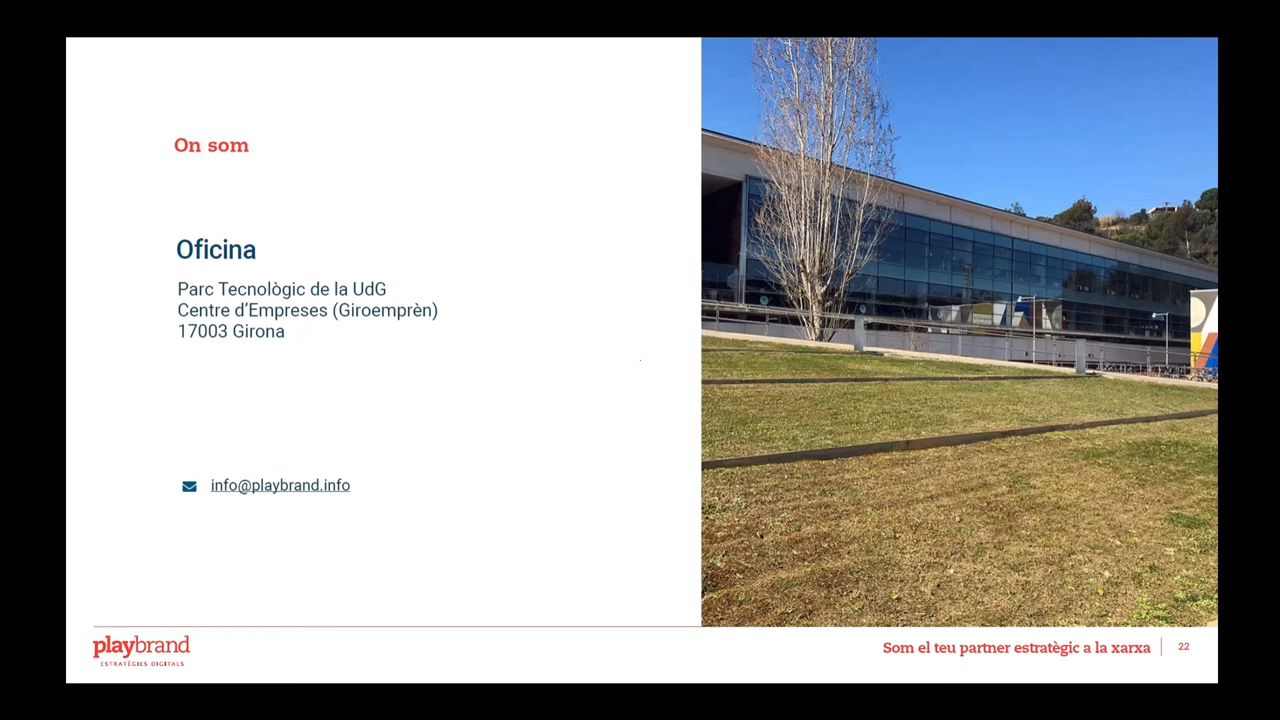 On som
Oficina
Parc Tecnològic de la UdG
Centre d’Empreses (Giroemprèn)
17003 Girona
info@playbrand.info
playbrand
ESTRATÈGIES DIGITALS
Som el teu partner estratègic a la xarxa
22